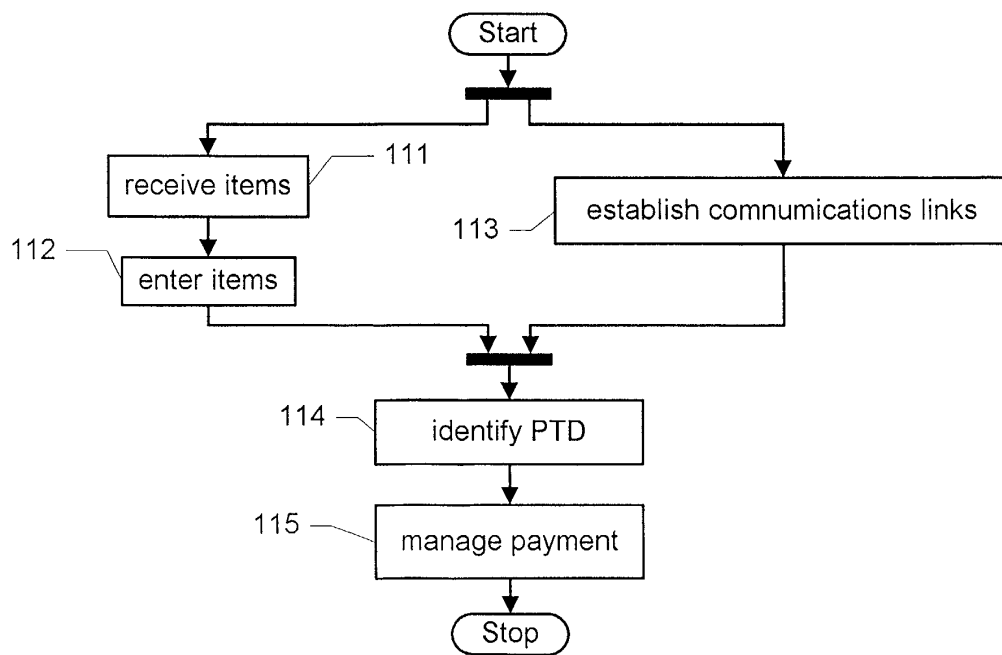 Start
111
receive items
establish comnumications links
113
112
enter items
114
identify PTD
115
manage payment
Stop